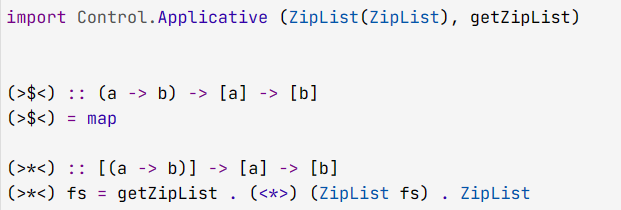 import Control.Applicative (ZipList(ZipList), getZipList)
(>$<) :: (a -> b) -> [a] -> [b]
(>$<) = map
(>*<) :: [(a -> b)] -> [a] -> [b]
(>*<) fs = getZipList . (<*>) (ZipList fs) . ZipList